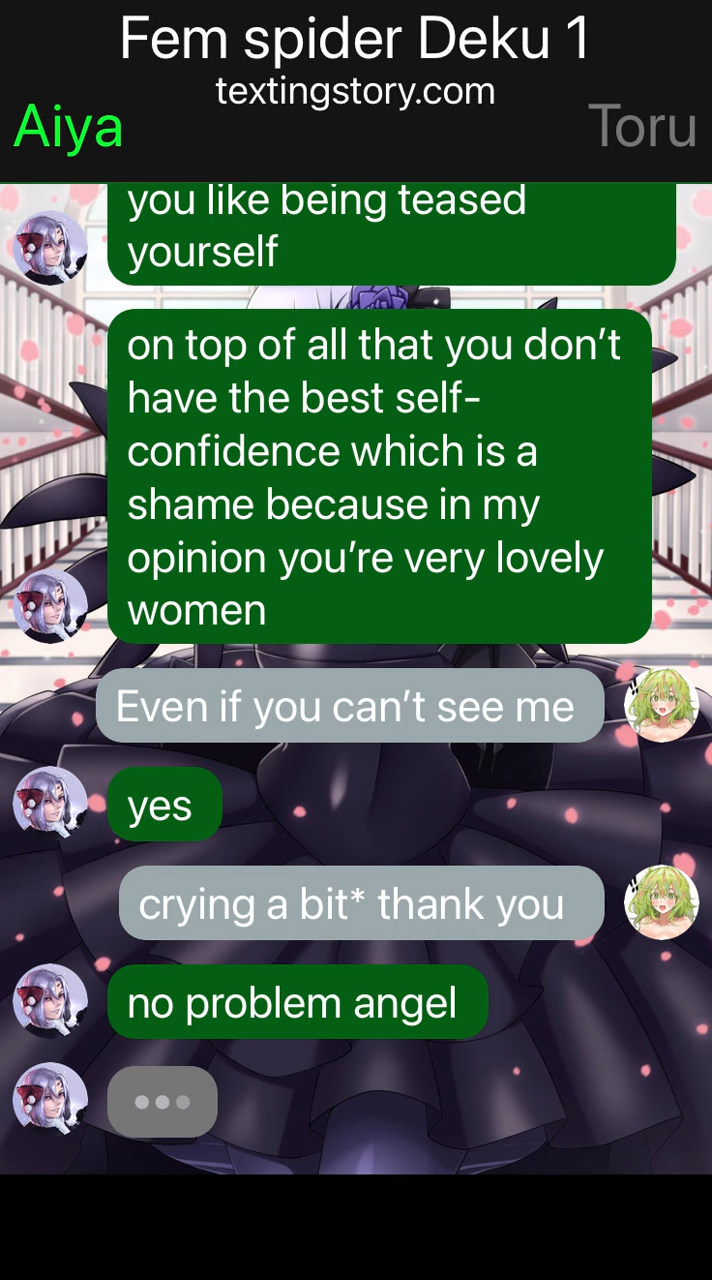 Fem spider Deku 1
textingstory.com
Aiya
Toru
you like being teased
yourself
on top of all that you don’t
have the best self-
confidence which is a
shame because in my
opinion you’re very lovely
women
Even if you can’t see me
yes
crying a bit* thank you
no problem angel